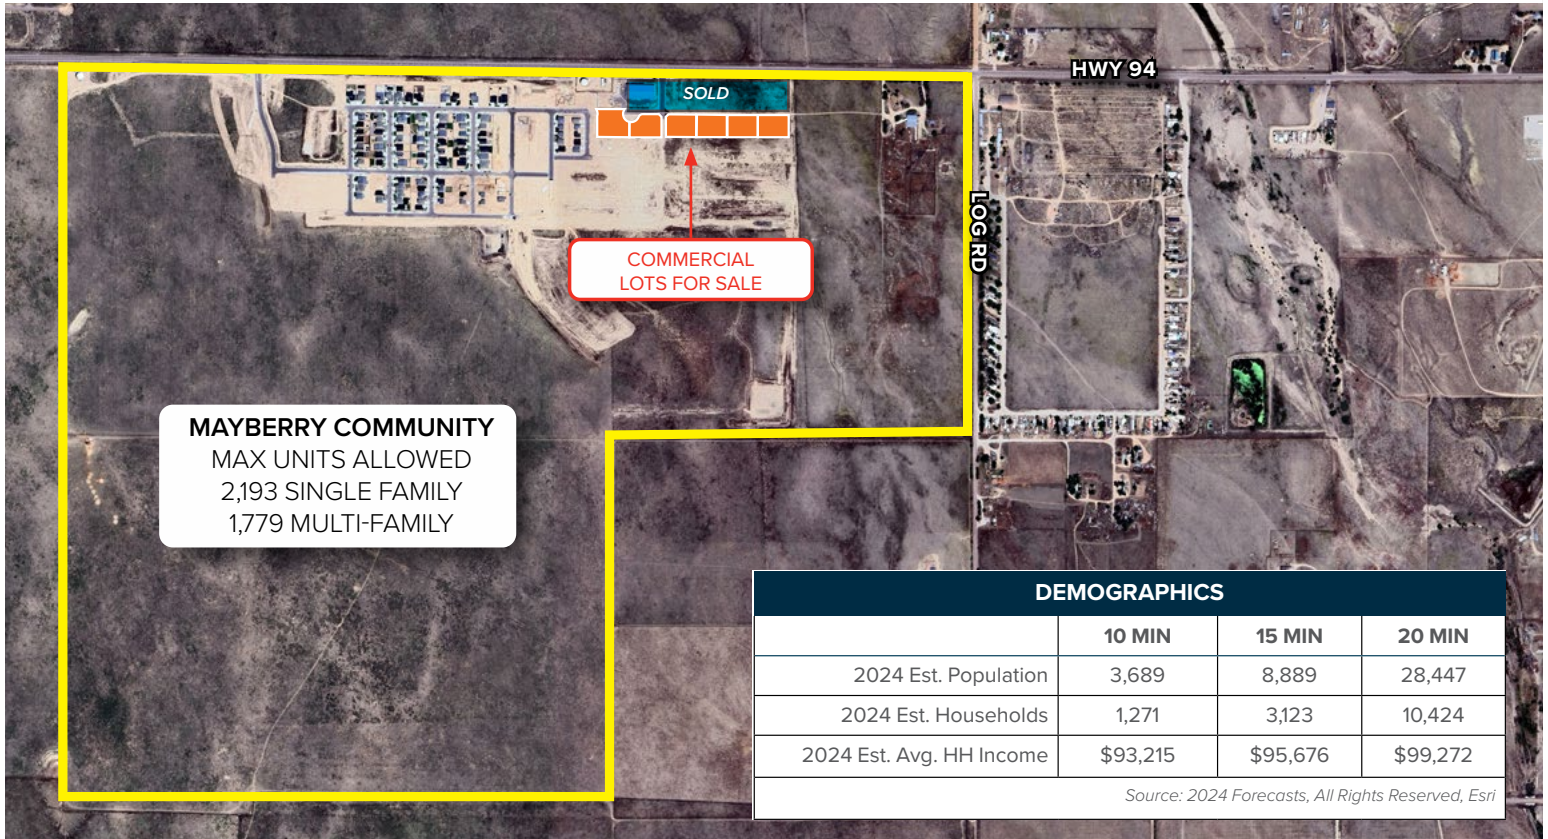 HWY 94
SOLD
LOG RD
COMMERCIAL
LOTS FOR SALE
MAYBERRY COMMUNITY
MAX UNITS ALLOWED
2,193 SINGLE FAMILY
1,779 MULTI-FAMILY
DEMOGRAPHICS
10 MIN 15 MIN 20 MIN
2024 Est. Population 3,689 8,889 28,447
2024 Est. Households 1,271 3,123 10,424
2024 Est. Avg. HH Income $93,215 $95,676 $99,272
Source: 2024 Forecasts, All Rights Reserved, Esri